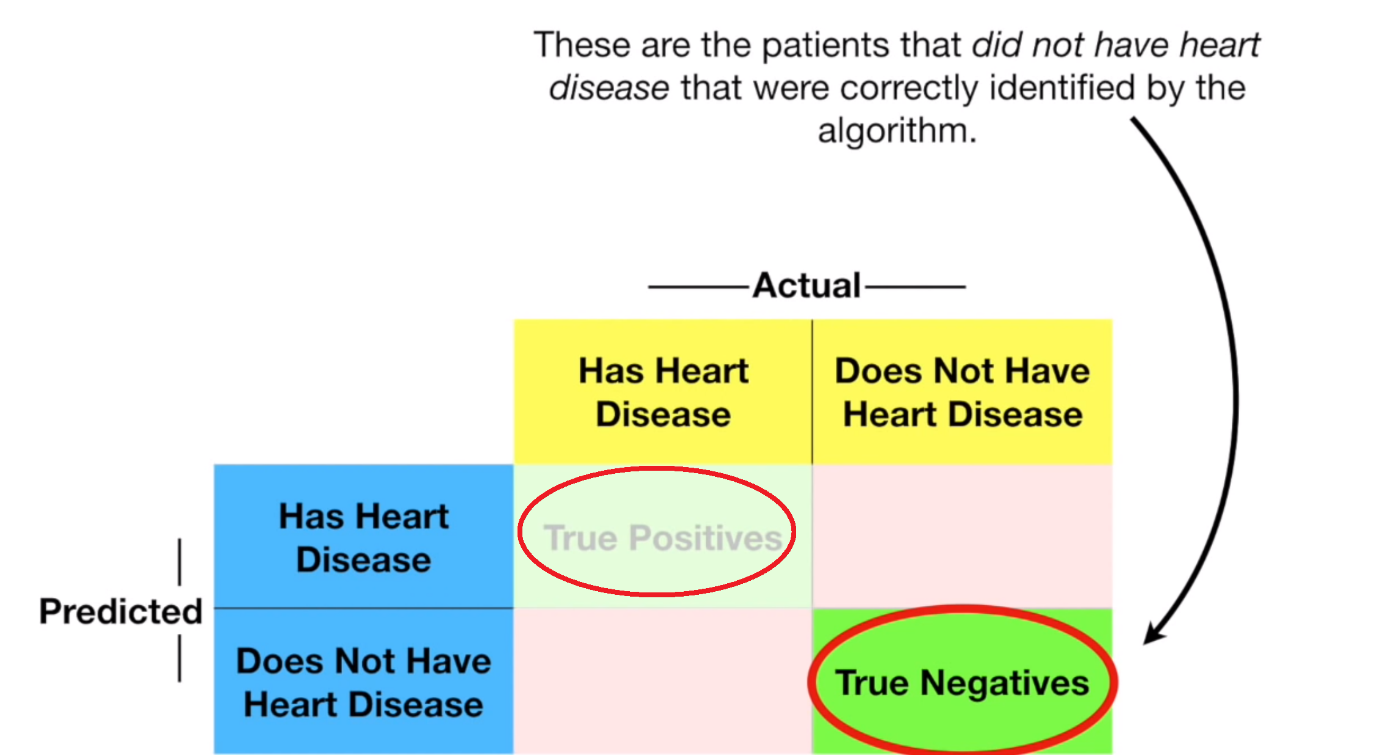 These are the patients that did not have heart
disease that were correctly identified by the
algorithm.
Actual
Has Heart
Disease
Does Not Have
Heart Disease
Has Heart
Disease
True Positives
Predicted
Does Not Have
Heart Disease
True Negatives